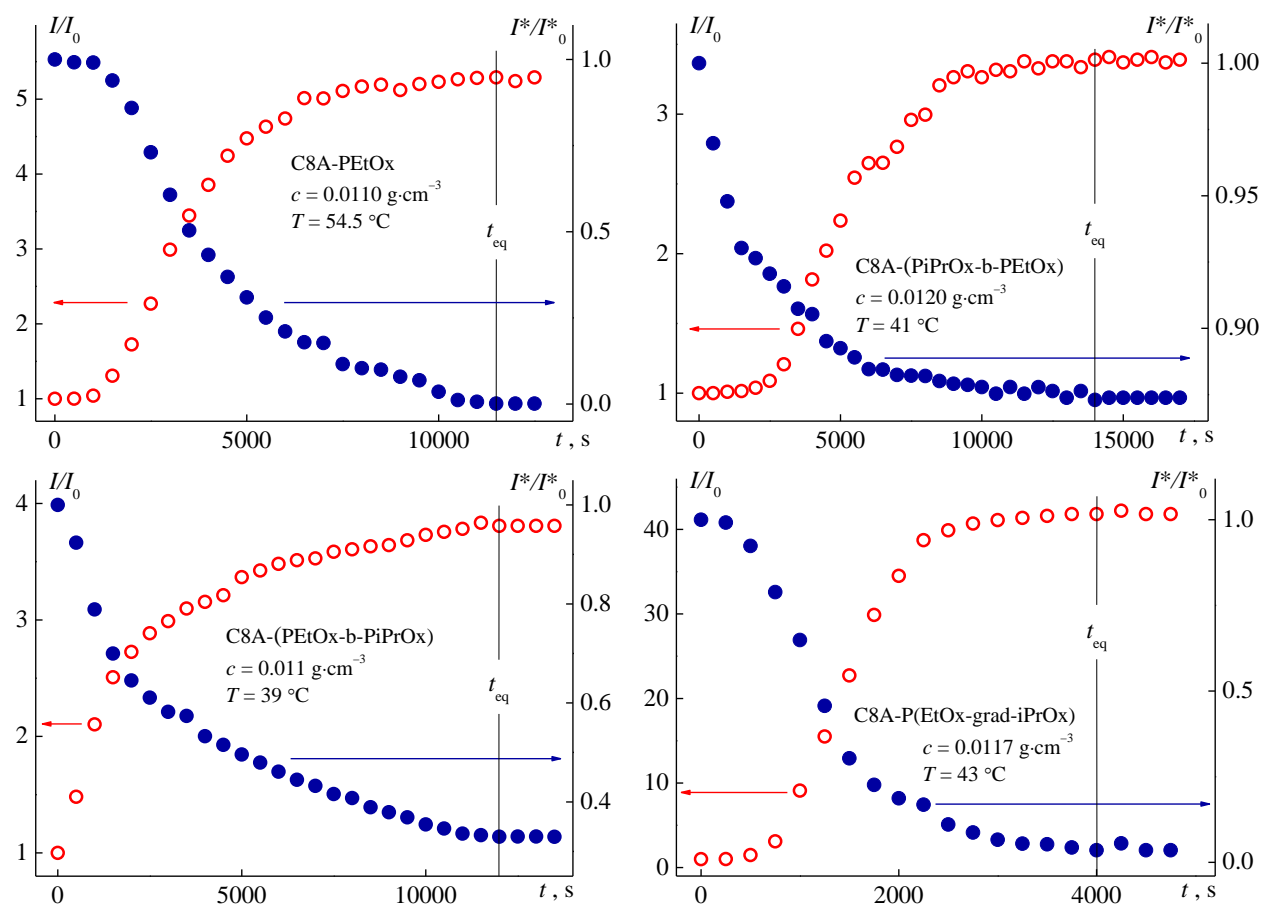 I/I₀
I*/I*₀
5
4
3
2
1
1.0
0.5
0.0
C8A-PEtOx
c = 0.0110 g·cm⁻³
T = 54.5 °C
t_eq
0 5000 10000 t , s
I/I₀
I*/I*₀
3
2
1
1.00
0.95
0.90
C8A-(PiPrOx-b-PEtOx)
c = 0.0120 g·cm⁻³
T = 41 °C
t_eq
0 5000 10000 15000
t , s
I/I₀
I*/I*₀
4
3
2
1
1.0
0.8
0.6
0.4
C8A-(PEtOx-b-PiPrOx)
c = 0.011 g·cm⁻³
T = 39 °C
t_eq
0 5000 10000 t , s
I/I₀
I*/I*₀
40
30
20
10
0
1.0
0.5
0.0
C8A-P(EtOx-grad-iPrOx)
c = 0.0117 g·cm⁻³
T = 43 °C
t_eq
0 2000 4000 t , s